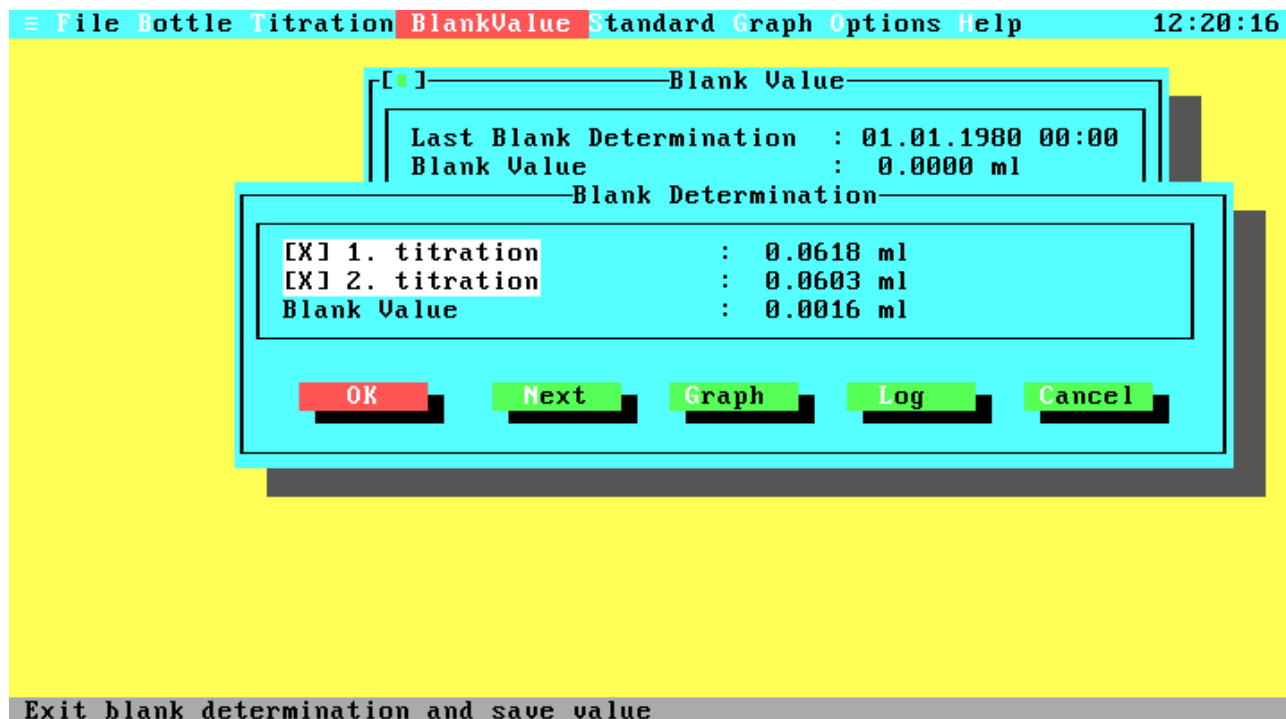 ≡ File Bottle Titration BlankValue Standard Graph Options Help 12:20:16
[▪] Blank Value
Last Blank Determination : 01.01.1980 00:00
Blank Value : 0.0000 ml
Blank Determination
[X] 1. titration : 0.0618 ml
[X] 2. titration : 0.0603 ml
Blank Value : 0.0016 ml
OK Next Graph Log Cancel
Exit blank determination and save value